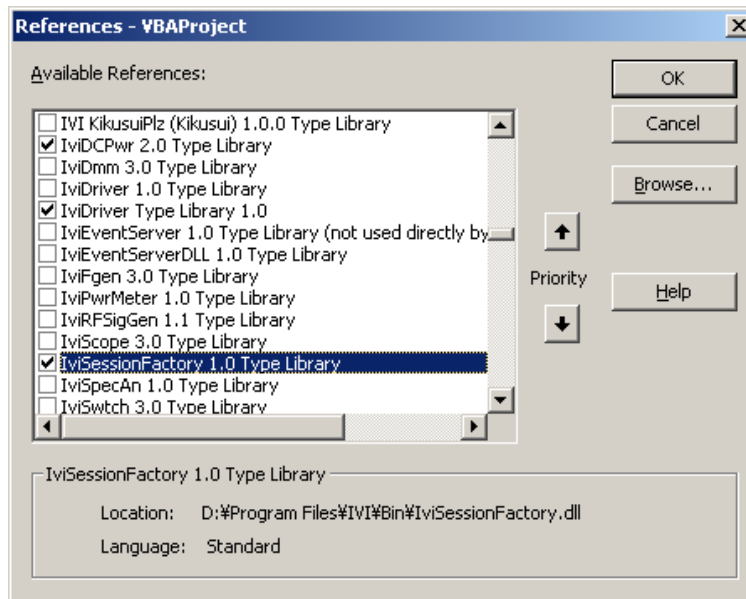 References - VBAProject
Available References:
OK
IVI KikusuiPlz (Kikusui) 1.0.0 Type Library
IviDCPwr 2.0 Type Library
IviDmm 3.0 Type Library
IviDriver 1.0 Type Library
IviDriver Type Library 1.0
IviEventServer 1.0 Type Library (not used directly by
IviEventServerDLL 1.0 Type Library
IviFgen 3.0 Type Library
IviPwrMeter 1.0 Type Library
IviRFSigGen 1.1 Type Library
IviScope 3.0 Type Library
IviSessionFactory 1.0 Type Library
IviSpecAn 1.0 Type Library
IviSwtch 3.0 Type Library
Cancel
Browse...
Priority
Help
IviSessionFactory 1.0 Type Library
Location: D:¥Program Files¥IVI¥Bin¥IviSessionFactory.dll
Language: Standard